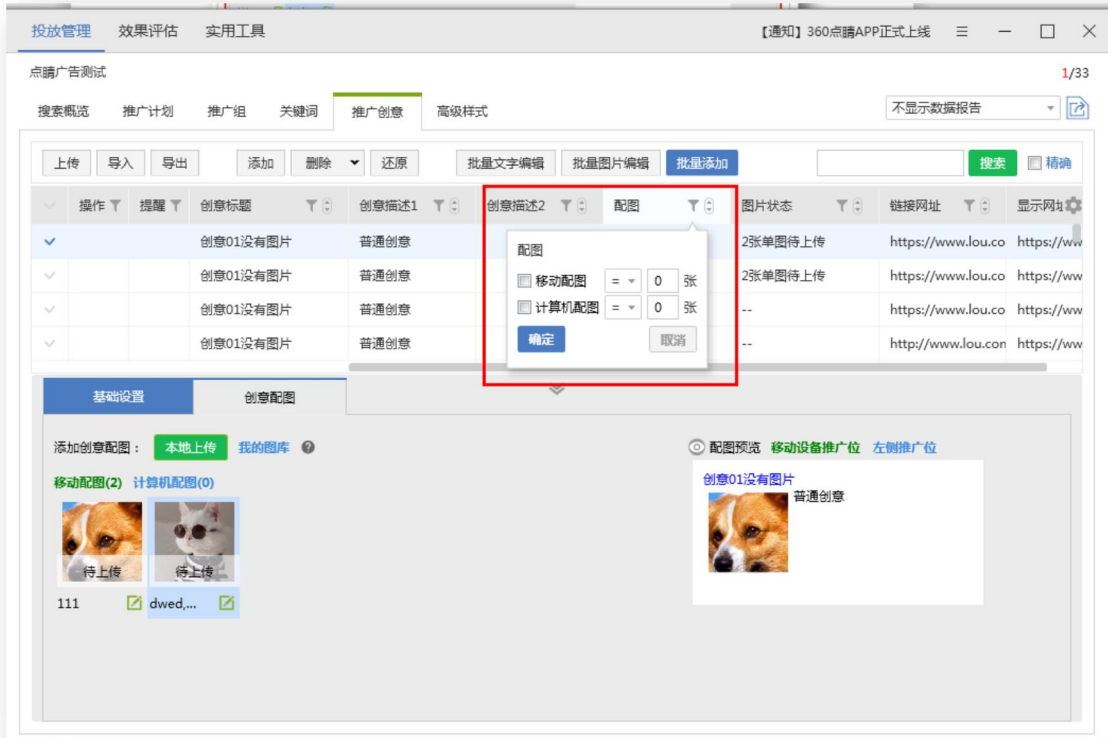 投放管理 效果评估 实用工具 【通知】360点睛APP正式上线
点睛广告测试 1/33
搜索概览 推广计划 推广组 关键词 推广创意 高级样式 不显示数据报告
上传 导入 导出 添加 删除 还原 批量文字编辑 批量图片编辑 批量添加 搜索 精确
操作 提醒 创意标题 创意描述1 创意描述2 配图 图片状态 链接网址 显示网址
创意01没有图片 普通创意 2张单图待上传 https://www.lou.co https://ww
配图
创意01没有图片 普通创意 移动配图 = 0 张 2张单图待上传 https://www.lou.co https://ww
创意01没有图片 普通创意 计算机配图 = 0 张 -- https://www.lou.co https://ww
创意01没有图片 普通创意 确定 取消 -- http://www.lou.con https://ww
基础设置 创意配图
添加创意配图： 本地上传 我的图库 配图预览 移动设备推广位 左侧推广位
移动配图(2) 计算机配图(0) 创意01没有图片
普通创意
待上传 待上传
111 dwed,...